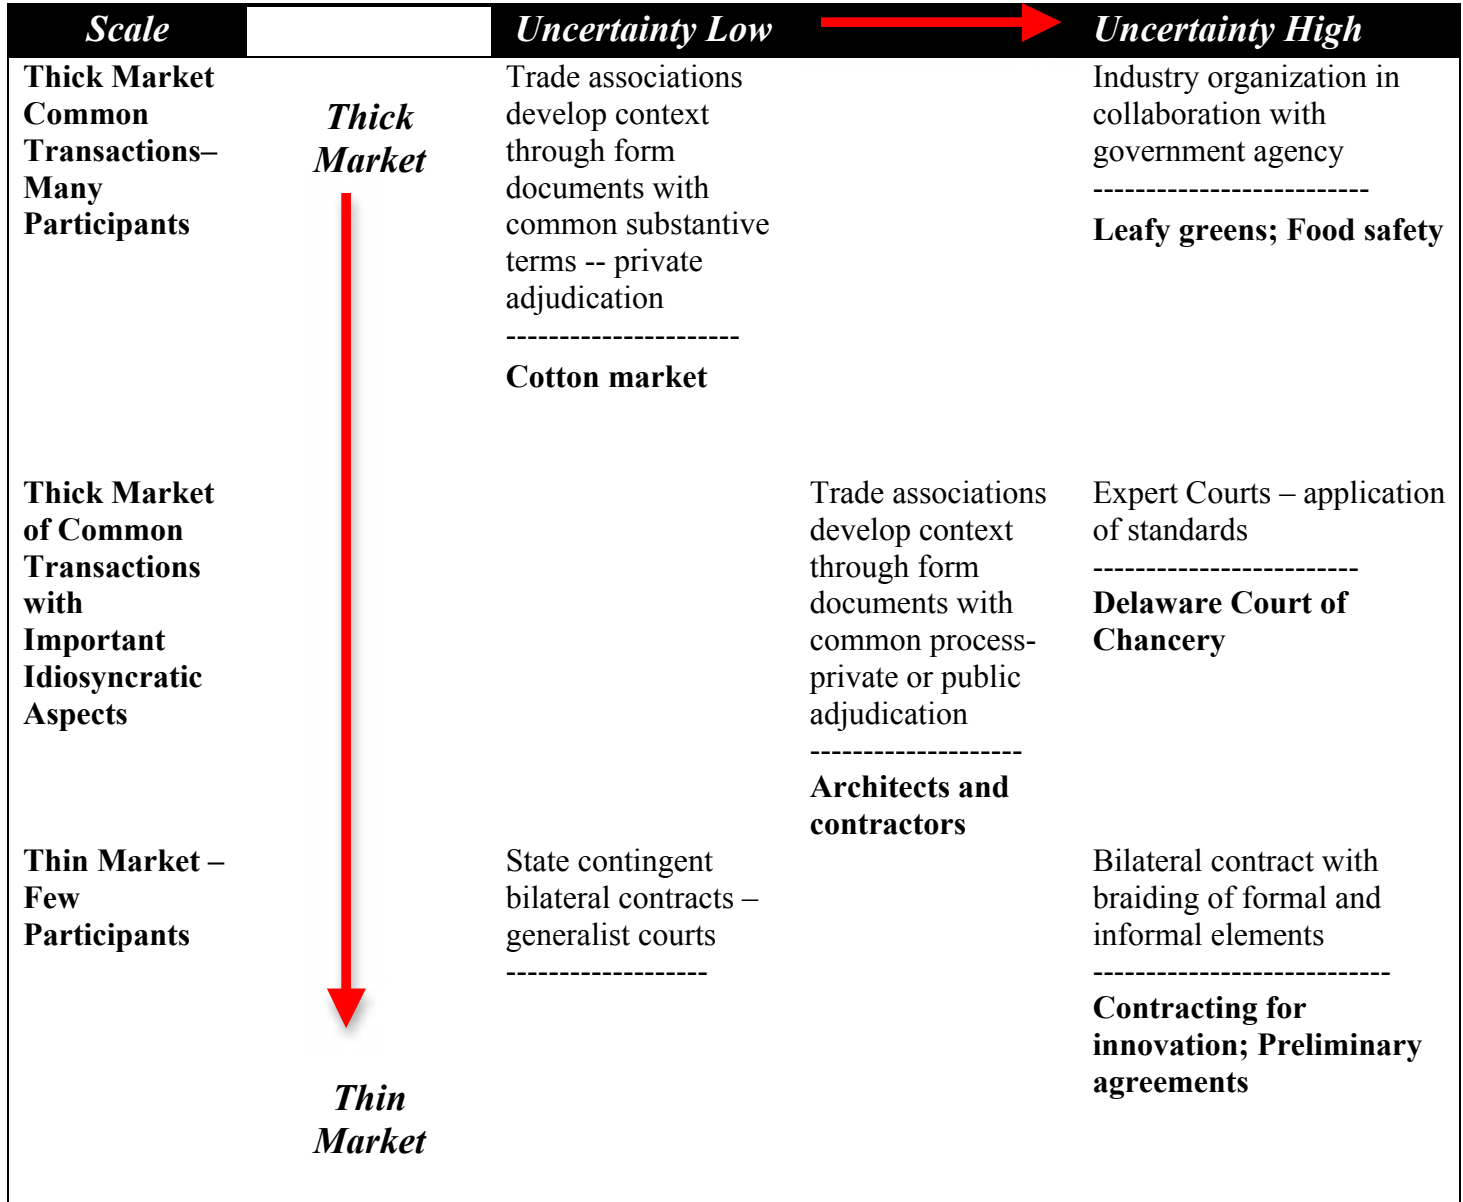 Scale
Uncertainty Low
Uncertainty High
Thick Market
Common
Transactions–
Many
Participants
Thick
Market
Trade associations
develop context
through form
documents with
common substantive
terms -- private
adjudication
----------------------
Cotton market
Industry organization in
collaboration with
government agency
--------------------------
Leafy greens; Food safety
Thick Market
of Common
Transactions
with
Important
Idiosyncratic
Aspects
Trade associations
develop context
through form
documents with
common process-
private or public
adjudication
--------------------
Architects and
contractors
Expert Courts – application
of standards
-------------------------
Delaware Court of
Chancery
Thin Market –
Few
Participants
Thin
Market
State contingent
bilateral contracts –
generalist courts
-------------------
Bilateral contract with
braiding of formal and
informal elements
----------------------------
Contracting for
innovation; Preliminary
agreements